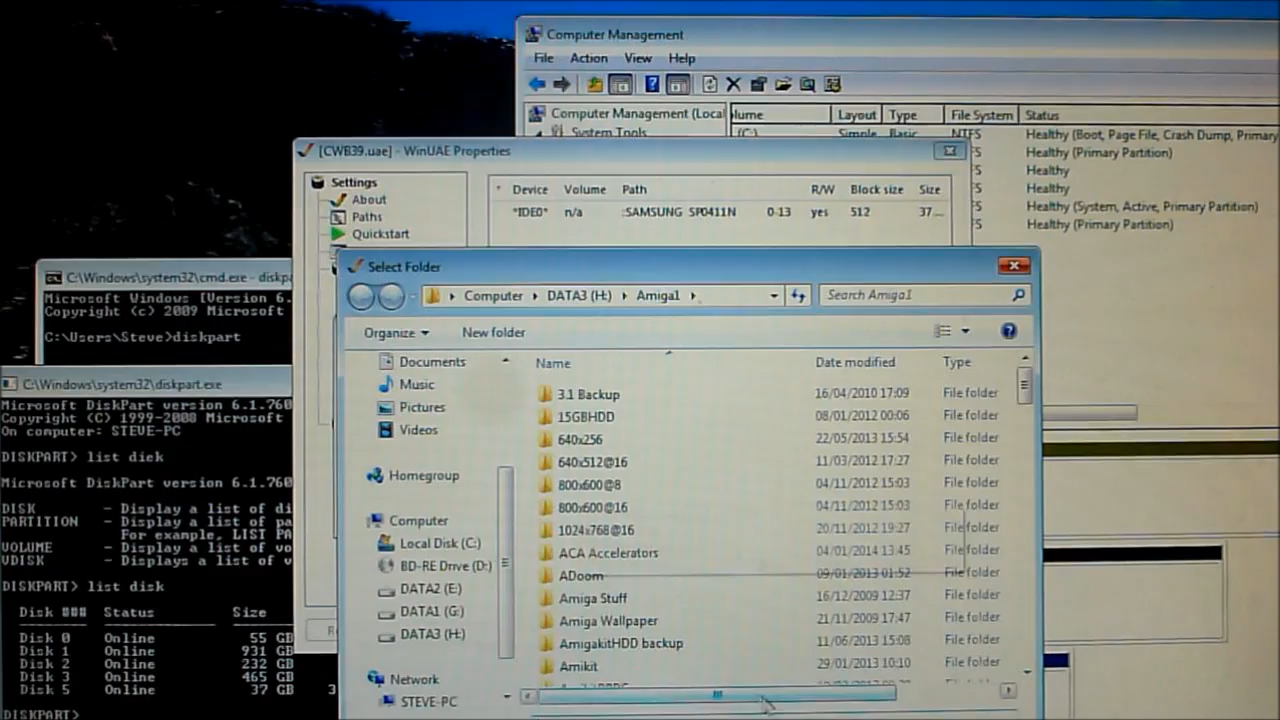 Computer Management
File Action View Help
Computer Management (Local
System Tools
lume Layout Type File System Status
(C:) Simple Basic NTFS Healthy (Boot, Page File, Crash Dump, Primary
FS Healthy (Primary Partition)
FS Healthy
FS Healthy
FS Healthy (System, Active, Primary Partition)
FS Healthy (Primary Partition)
[CWB39.uae] - WinUAE Properties
Settings
About
Paths
Quickstart
* Device Volume Path R/W Block size Size
*IDE0* n/a :SAMSUNG SP0411N 0-13 yes 512 37...
C:\Windows\system32\cmd.exe - diskpa
Microsoft Windows [Version 6.
Copyright (c) 2009 Microsoft
C:\Users\Steve>diskpart
C:\Windows\system32\diskpart.exe
Microsoft DiskPart version 6.1.760
Copyright (C) 1999-2008 Microsoft
On computer: STEVE-PC
DISKPART> list diek
Microsoft DiskPart version 6.1.760
DISK - Display a list of di
PARTITION - Display a list of pa
For example, LIST PA
VOLUME - Display a list of vo
VDISK - Displays a list of v
DISKPART> list disk
Disk ### Status Size
Disk 0 Online 55 GB
Disk 1 Online 931 GB
Disk 2 Online 232 GB
Disk 3 Online 465 GB
Disk 5 Online 37 GB 3
DISKPART>
Select Folder
Computer DATA3 (H:) Amiga1
Search Amiga1
Organize New folder
Documents
Music
Pictures
Videos
Homegroup
Computer
Local Disk (C:)
BD-RE Drive (D:)
DATA2 (E:)
DATA1 (G:)
DATA3 (H:)
Network
STEVE-PC
Name Date modified Type
3.1 Backup 16/04/2010 17:09 File folder
15GBHDD 08/01/2012 00:06 File folder
640x256 22/05/2013 15:54 File folder
640x512@16 11/03/2012 17:27 File folder
800x600@8 04/11/2012 15:03 File folder
800x600@16 04/11/2012 15:03 File folder
1024x768@16 20/11/2012 19:27 File folder
ACA Accelerators 04/01/2014 13:45 File folder
ADoom 09/01/2013 01:52 File folder
Amiga Stuff 16/12/2009 12:37 File folder
Amiga Wallpaper 21/11/2009 17:47 File folder
AmigakitHDD backup 11/06/2013 15:08 File folder
Amikit 29/01/2013 10:10 File folder